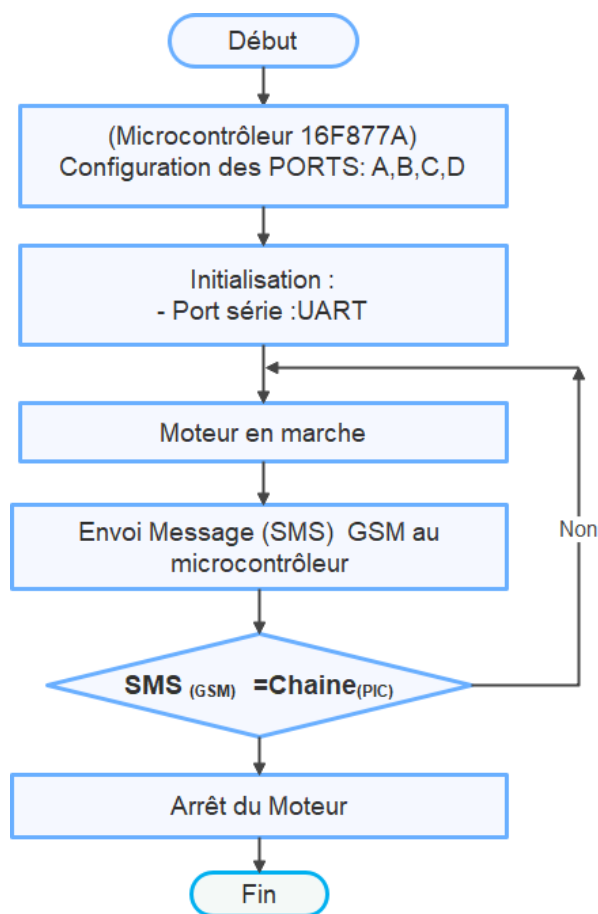 Début
(Microcontrôleur 16F877A)
Configuration des PORTS: A,B,C,D
Initialisation :
- Port série :UART
Moteur en marche
Envoi Message (SMS) GSM au
microcontrôleur
Non
SMS (GSM) =Chaine(PIC)
Arrêt du Moteur
Fin